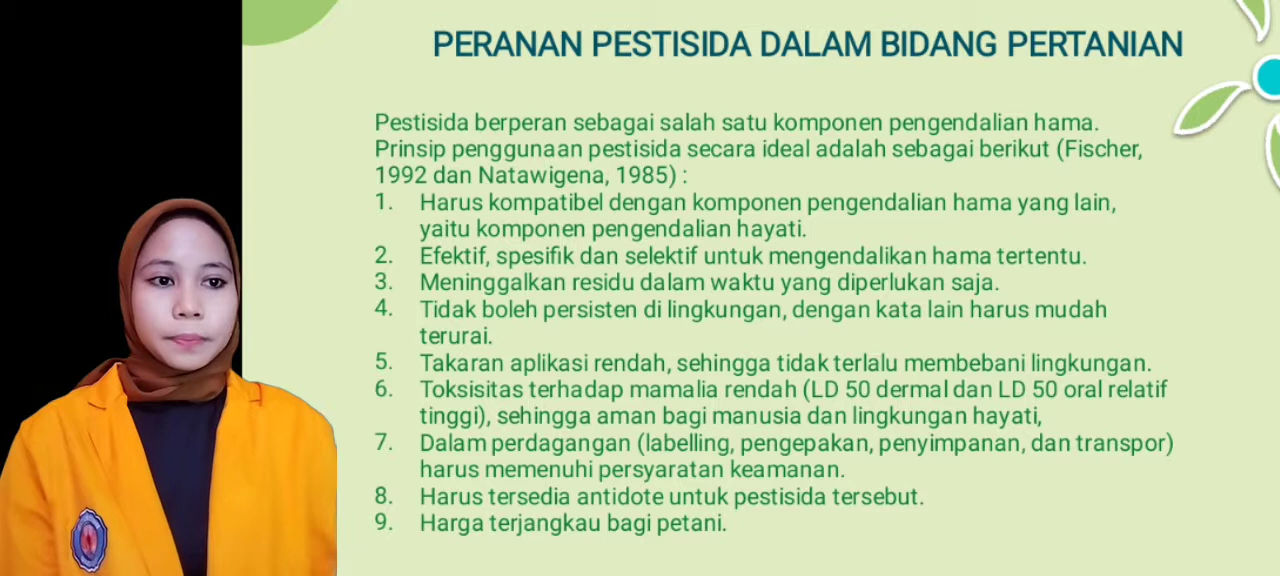 PERANAN PESTISIDA DALAM BIDANG PERTANIAN
Pestisida berperan sebagai salah satu komponen pengendalian hama.
Prinsip penggunaan pestisida secara ideal adalah sebagai berikut (Fischer,
1992 dan Natawigena, 1985) :
1. Harus kompatibel dengan komponen pengendalian hama yang lain,
yaitu komponen pengendalian hayati.
2. Efektif, spesifik dan selektif untuk mengendalikan hama tertentu.
3. Meninggalkan residu dalam waktu yang diperlukan saja.
4. Tidak boleh persisten di lingkungan, dengan kata lain harus mudah
terurai.
5. Takaran aplikasi rendah, sehingga tidak terlalu membebani lingkungan.
6. Toksisitas terhadap mamalia rendah (LD 50 dermal dan LD 50 oral relatif
tinggi), sehingga aman bagi manusia dan lingkungan hayati,
7. Dalam perdagangan (labelling, pengepakan, penyimpanan, dan transpor)
harus memenuhi persyaratan keamanan.
8. Harus tersedia antidote untuk pestisida tersebut.
9. Harga terjangkau bagi petani.